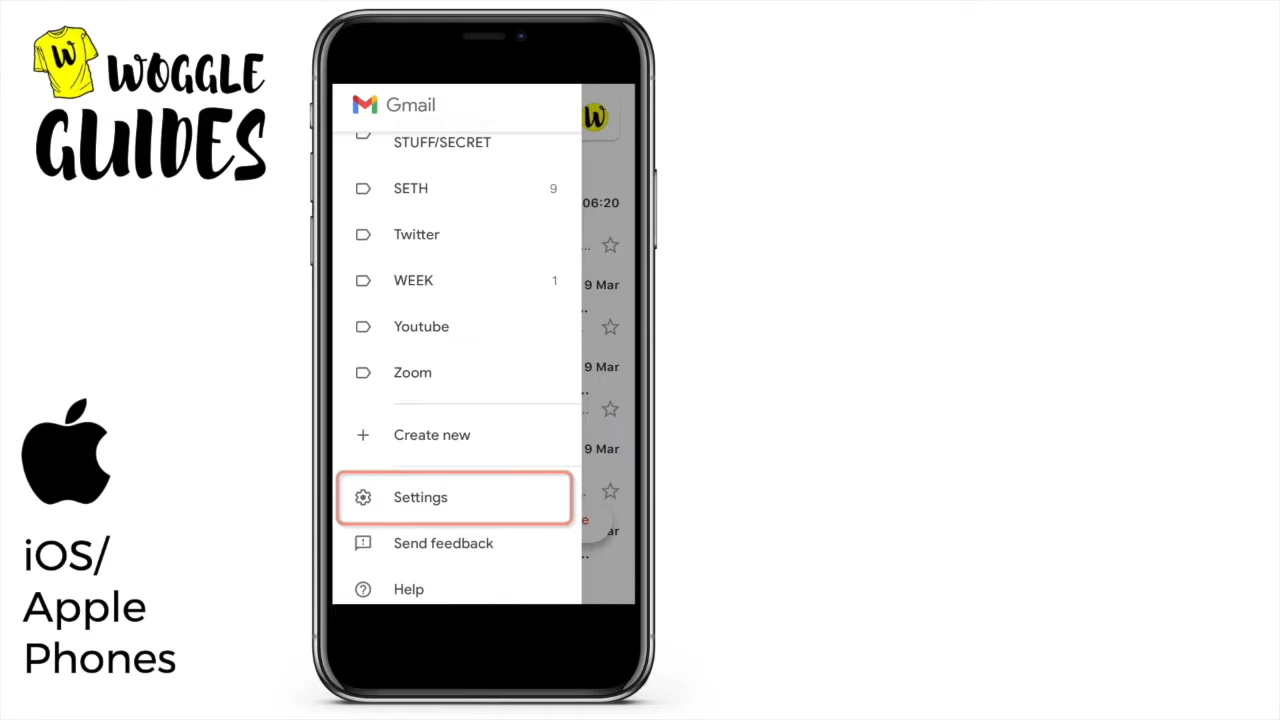 W
WOGGLE
GUIDES
iOS/
Apple
Phones
Gmail
W
STUFF/SECRET
SETH 9
06:20
Twitter
...
WEEK 1
9 Mar
..
Youtube
Zoom
9 Mar
..
..
Create new
9 Mar
Settings
.
e
ar
Send feedback
..
Help